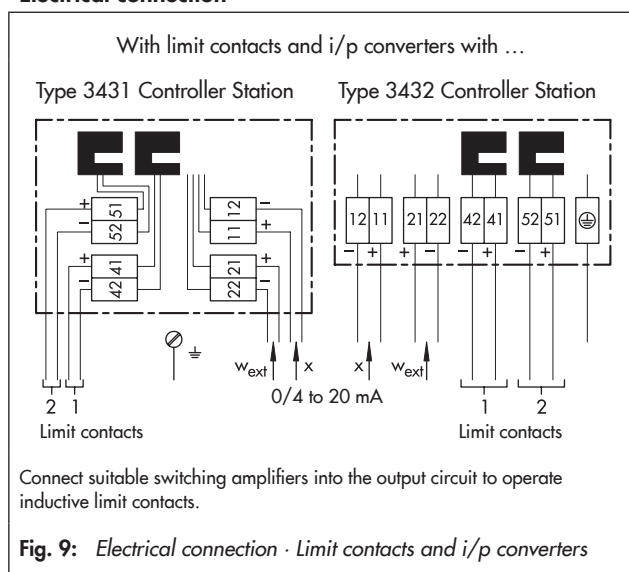 Electrical connection
With limit contacts and i/p converters with …
Type 3431 Controller Station
Type 3432 Controller Station
+ 51
− 52
+ 41
− 42
12 −
11 +
21 +
22 −
12 11 21 22 42 41 52 51
− + + − − + − +
w_ext x
0/4 to 20 mA
x w_ext
2 1
Limit contacts
1 2
Limit contacts
Connect suitable switching amplifiers into the output circuit to operate
inductive limit contacts.
Fig. 9: Electrical connection · Limit contacts and i/p converters